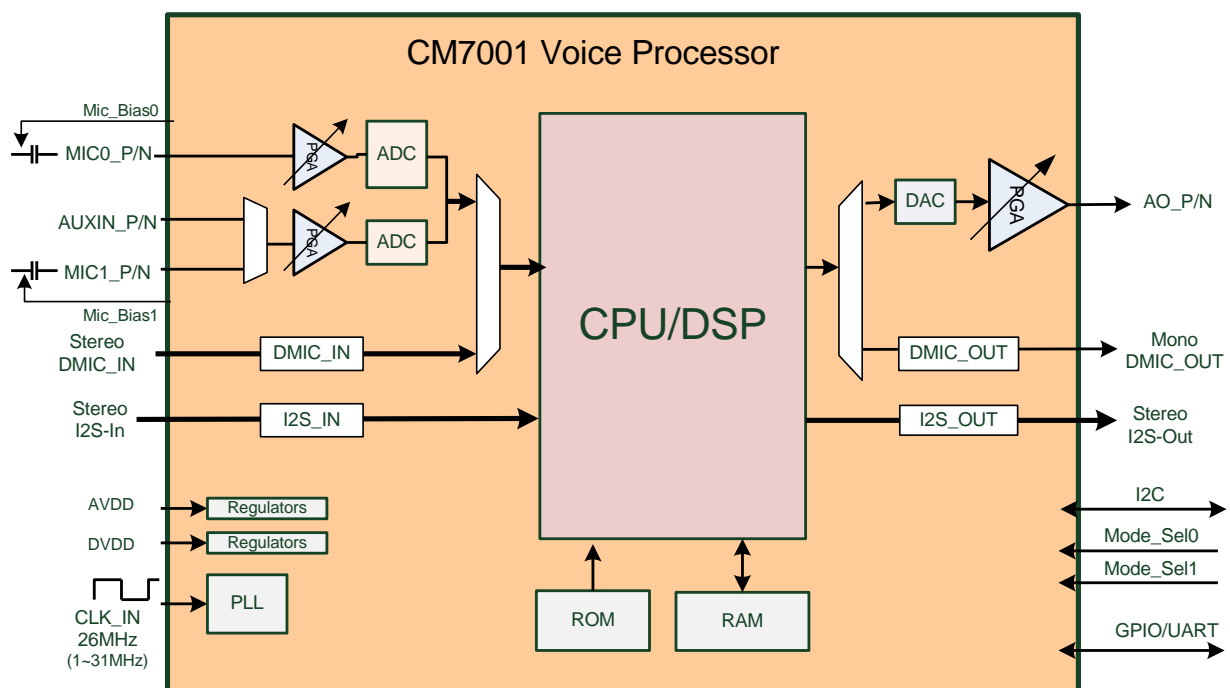 CM7001 Voice Processor
Mic_Bias0
MIC0_P/N
PGA
ADC
AUXIN_P/N
PGA
ADC
MIC1_P/N
Mic_Bias1
Stereo
DMIC_IN
DMIC_IN
Stereo
I2S-In
I2S_IN
AVDD
Regulators
DVDD
Regulators
CLK_IN
26MHz
(1~31MHz)
PLL
CPU/DSP
ROM
RAM
DAC
PGA
AO_P/N
DMIC_OUT
Mono
DMIC_OUT
I2S_OUT
Stereo
I2S-Out
I2C
Mode_Sel0
Mode_Sel1
GPIO/UART